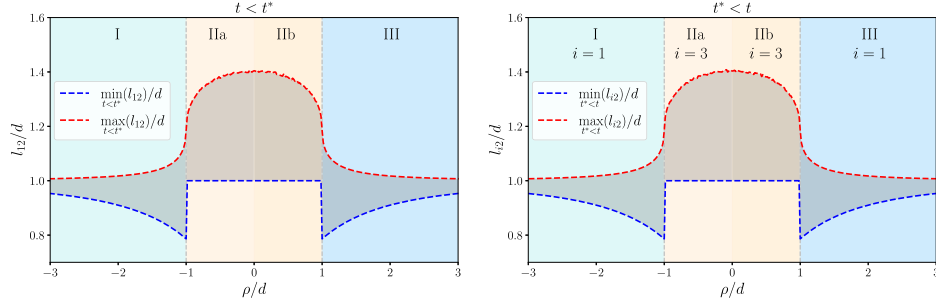 t < t*
I
IIa
IIb
III
min(l₁₂)/d
t<t*
max(l₁₂)/d
t<t*
l₁₂/d
1.6
1.4
1.2
1.0
0.8
−3
−2
−1
0
1
2
3
ρ/d
t* < t
I
i = 1
IIa
i = 3
IIb
i = 3
III
i = 1
min(lᵢ₂)/d
t*<t
max(lᵢ₂)/d
t*<t
lᵢ₂/d
1.6
1.4
1.2
1.0
0.8
−3
−2
−1
0
1
2
3
ρ/d